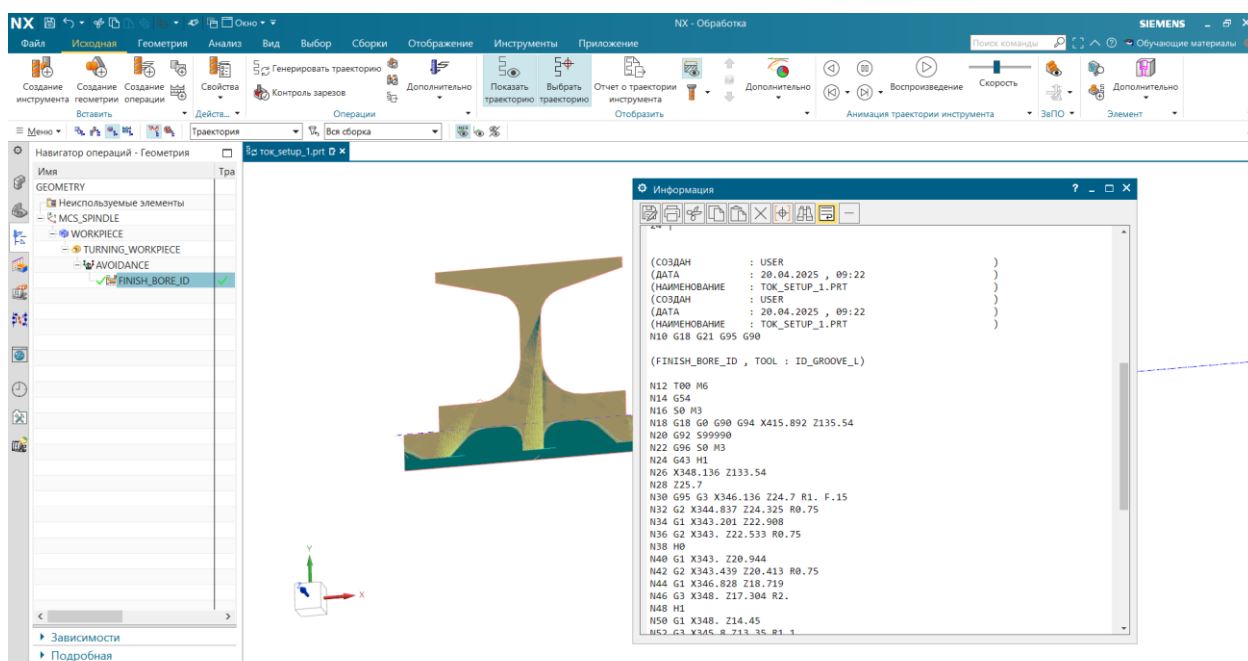 NX Окно NX - Обработка SIEMENS
Файл Исходная Геометрия Анализ Вид Выбор Сборки Отображение Инструменты Приложение Поиск команды Обучающие материалы
Создание инструмента Создание геометрии Создание операции Свойства Генерировать траекторию Контроль зарезов Дополнительно Показать траекторию Выбрать траекторию Отчет о траектории инструмента Дополнительно Воспроизведение Скорость Дополнительно
Вставить Действ... Операции Отобразить Анимация траектории инструмента ЗаПО Элемент
Меню Траектория Вся сборка
Навигатор операций - Геометрия ток_setup_1.prt
Имя Тра
GEOMETRY
Неиспользуемые элементы
MCS_SPINDLE
WORKPIECE
TURNING_WORKPIECE
AVOIDANCE
FINISH_BORE_ID
Зависимости
Подробная
Y
X
Информация
(СОЗДАН : USER )
(ДАТА : 20.04.2025 , 09:22 )
(НАИМЕНОВАНИЕ : TOK_SETUP_1.PRT )
(СОЗДАН : USER )
(ДАТА : 20.04.2025 , 09:22 )
(НАИМЕНОВАНИЕ : TOK_SETUP_1.PRT )
N10 G18 G21 G95 G90
(FINISH_BORE_ID , TOOL : ID_GROOVE_L)
N12 T00 M6
N14 G54
N16 S0 M3
N18 G18 G0 G90 G94 X415.892 Z135.54
N20 G92 S99990
N22 G96 S0 M3
N24 G43 H1
N26 X348.136 Z133.54
N28 Z25.7
N30 G95 G3 X346.136 Z24.7 R1. F.15
N32 G2 X344.837 Z24.325 R0.75
N34 G1 X343.201 Z22.908
N36 G2 X343. Z22.533 R0.75
N38 H0
N40 G1 X343. Z20.944
N42 G2 X343.439 Z20.413 R0.75
N44 G1 X346.828 Z18.719
N46 G3 X348. Z17.304 R2.
N48 H1
N50 G1 X348. Z14.45
N52 G3 X345.8 Z13.35 R1.1